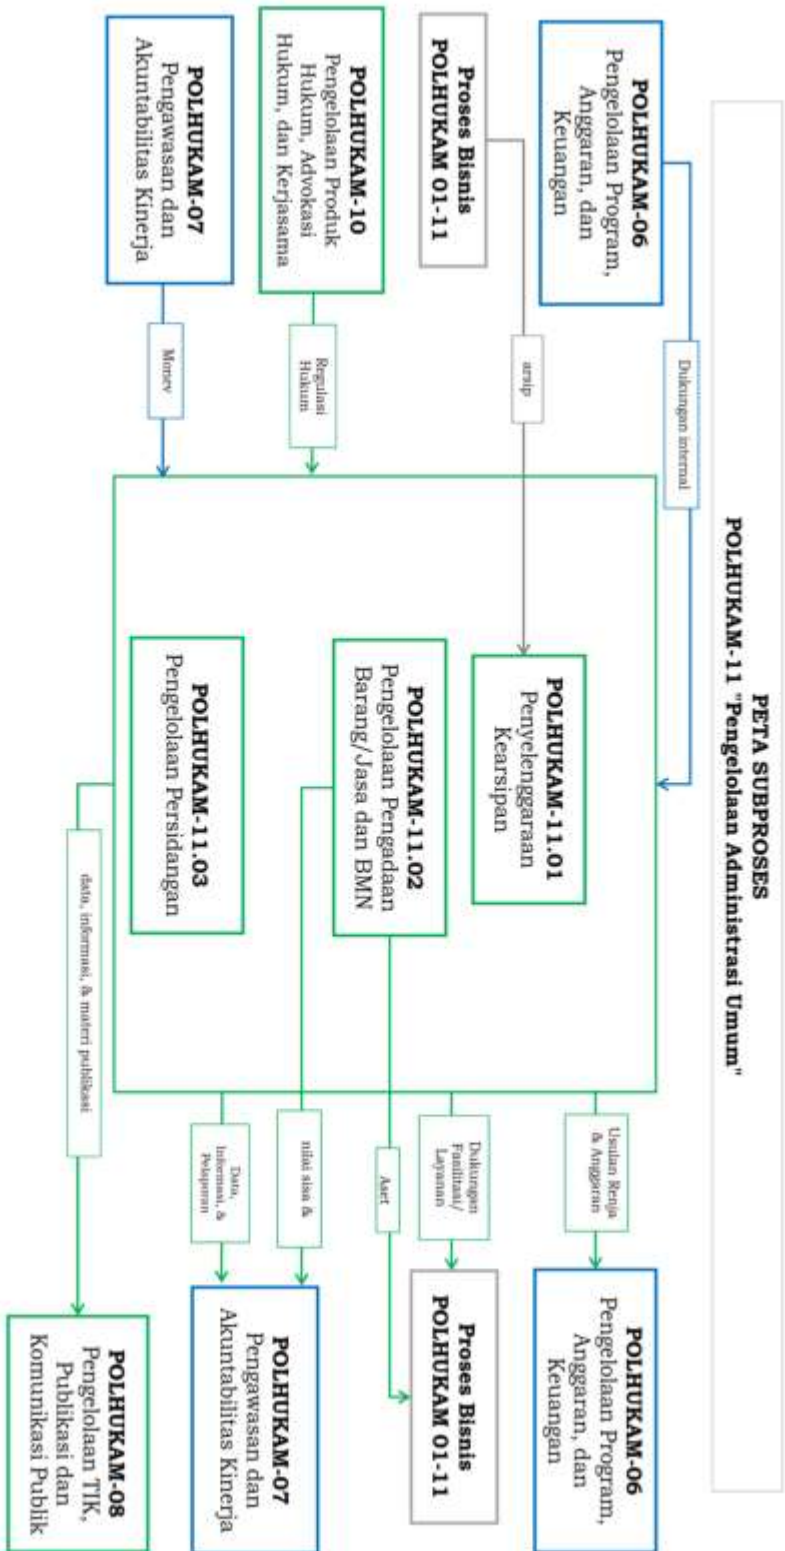 PETA SUBPROSES
POLHUKAM-11 "Pengelolaan Administrasi Umum"
POLHUKAM-06
Pengelolaan Program,
Anggaran, dan
Keuangan
Dukungan internal
Proses Bisnis
POLHUKAM 01-11
arsip
POLHUKAM-10
Pengelolaan Produk
Hukum, Advokasi
Hukum, dan Kerjasama
Regulasi
Hukum
POLHUKAM-07
Pengawasan dan
Akuntabilitas Kinerja
Monev
POLHUKAM-11.01
Penyelenggaraan
Kearsipan
POLHUKAM-11.02
Pengelolaan Pengadaan
Barang/Jasa dan BMN
POLHUKAM-11.03
Pengelolaan Persidangan
Usulan Renja
& Anggaran
Dukungan
Fasilitasi/
Layanan
Aset
nilai sisa &
Data,
Informasi, &
Pelaporan
data, informasi, & materi publikasi
POLHUKAM-06
Pengelolaan Program,
Anggaran, dan
Keuangan
Proses Bisnis
POLHUKAM 01-11
POLHUKAM-07
Pengawasan dan
Akuntabilitas Kinerja
POLHUKAM-08
Pengelolaan TIK,
Publikasi dan
Komunikasi Publik